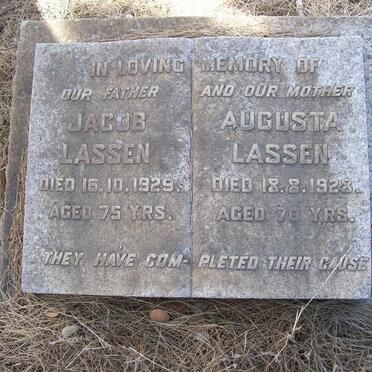 IN LOVING MEMORY OF
OUR FATHER AND OUR MOTHER
JACOB AUGUSTA
LASSEN LASSEN
DIED 16.10.1929. DIED 18.8.1928.
AGED 75 YRS. AGED 70 YRS.
THEY HAVE COM- PLETED THEIR CAUSE